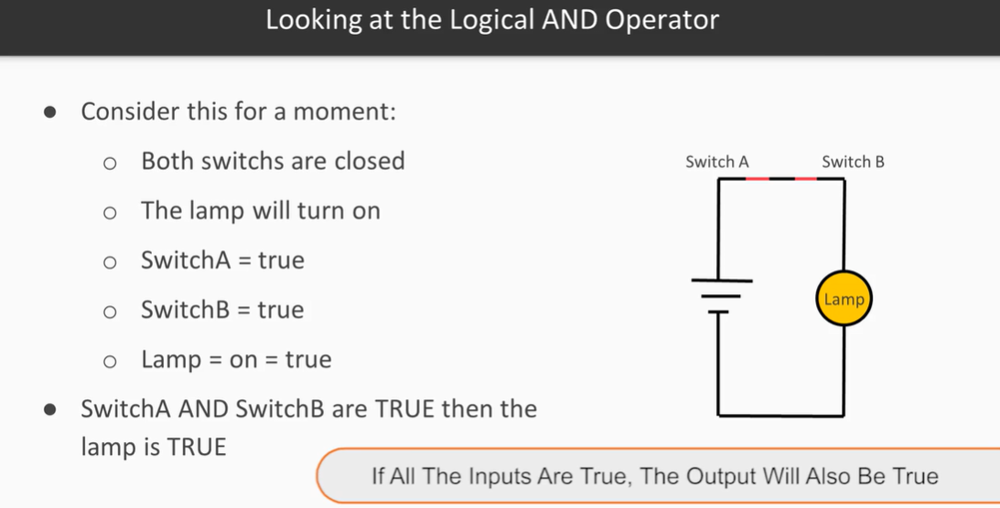 Looking at the Logical AND Operator
● Consider this for a moment:
○ Both switchs are closed
○ The lamp will turn on
○ SwitchA = true
○ SwitchB = true
○ Lamp = on = true
● SwitchA AND SwitchB are TRUE then the
lamp is TRUE
Switch A
Switch B
Lamp
If All The Inputs Are True, The Output Will Also Be True